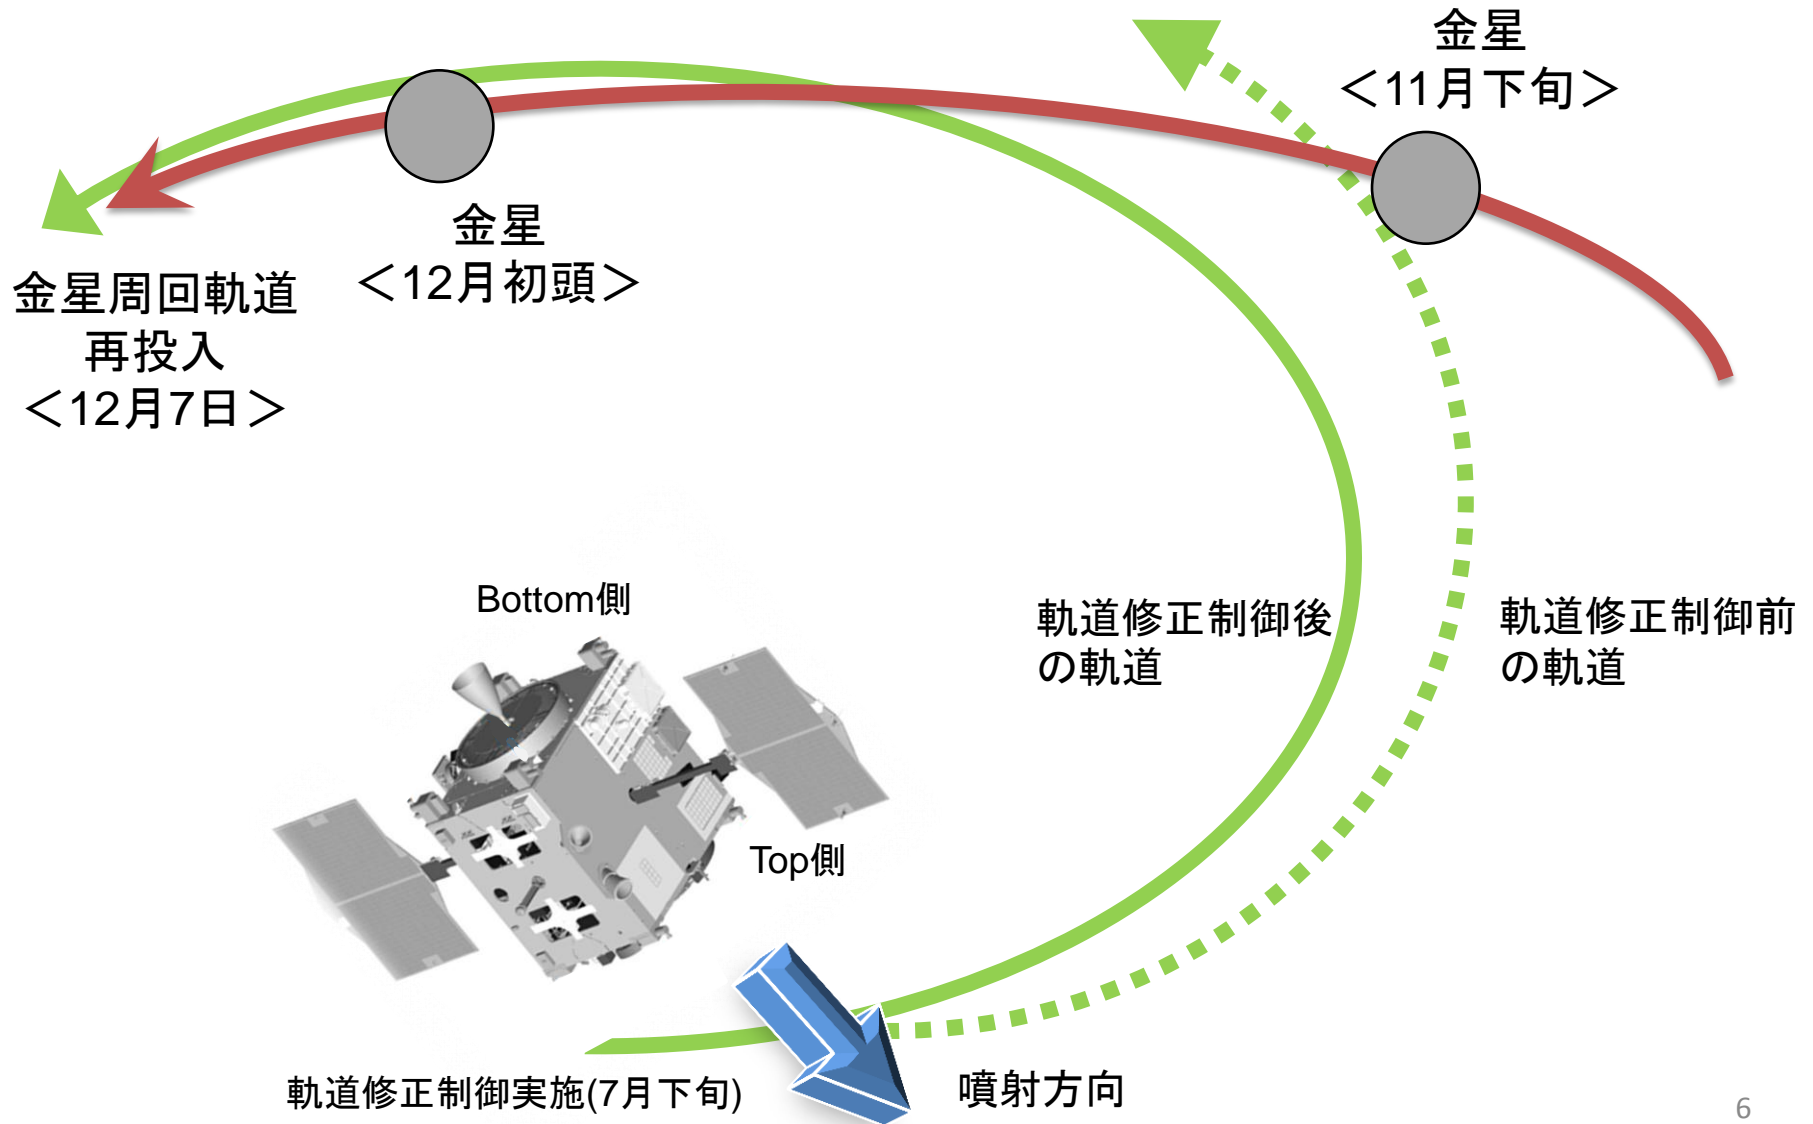 金星
＜11月下旬＞
金星
＜12月初頭＞
金星周回軌道
再投入
＜12月7日＞
Bottom側
軌道修正制御後
の軌道
軌道修正制御前
の軌道
Top側
軌道修正制御実施(7月下旬)
噴射方向
6